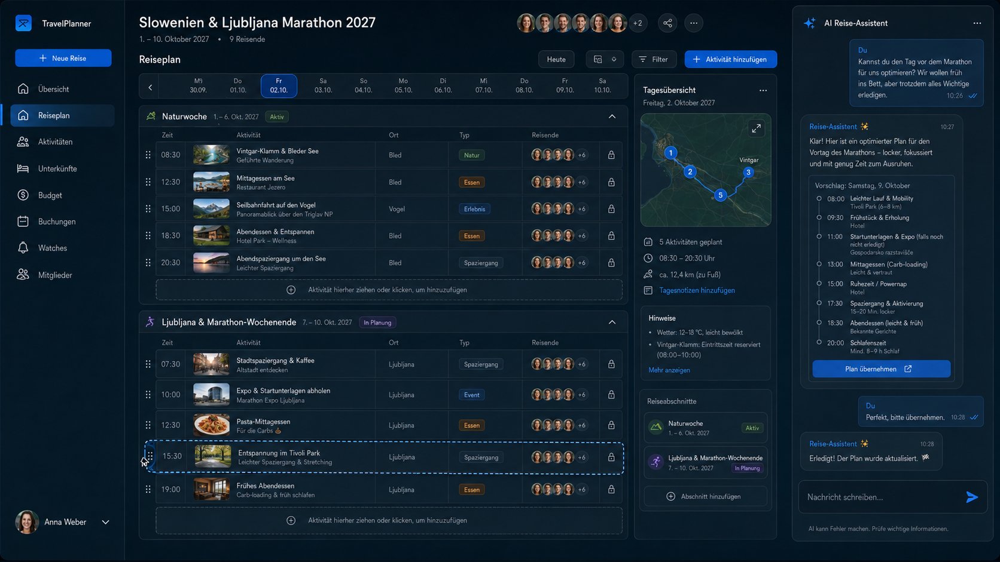 TravelPlanner
Neue Reise
Übersicht
Reiseplan
Aktivitäten
Unterkünfte
Budget
Buchungen
Watches
Mitglieder
Anna Weber
Slowenien & Ljubljana Marathon 2027
1. – 10. Oktober 2027 • 9 Reisende
+2
Reiseplan
Heute
Filter
Aktivität hinzufügen
Mi 30.09.
Do 01.10.
Fr 02.10.
Sa 03.10.
So 04.10.
Mo 05.10.
Di 06.10.
Mi 07.10.
Do 08.10.
Fr 09.10.
Sa 10.10.
Naturwoche 1. – 6. Okt. 2027 Aktiv
Zeit Aktivität Ort Typ Reisende
08:30 Vintgar-Klamm & Bleder See Bled Natur +6
Geführte Wanderung
12:30 Mittagessen am See Bled Essen +6
Restaurant Jezero
15:00 Seilbahnfahrt auf den Vogel Vogel Erlebnis +6
Panoramablick über den Triglav NP
18:30 Abendessen & Entspannen Bled Essen +6
Hotel Park – Wellness
20:30 Abendspaziergang um den See Bled Spaziergang +6
Leichter Spaziergang
Aktivität hierher ziehen oder klicken, um hinzuzufügen
Ljubljana & Marathon-Wochenende 7. – 10. Okt. 2027 In Planung
Zeit Aktivität Ort Typ Reisende
07:30 Stadtspaziergang & Kaffee Ljubljana Spaziergang +6
Altstadt entdecken
10:00 Expo & Startunterlagen abholen Ljubljana Event +6
Marathon Expo Ljubljana
12:30 Pasta-Mittagessen Ljubljana Essen +6
Für die Carbs
15:30 Entspannung im Tivoli Park Ljubljana Spaziergang +6
Leichter Spaziergang & Stretching
19:00 Frühes Abendessen Ljubljana Essen +6
Carb-loading & früh schlafen
Aktivität hierher ziehen oder klicken, um hinzuzufügen
Tagesübersicht
Freitag, 2. Oktober 2027
1
2
Vintgar
3
5
5 Aktivitäten geplant
08:30 – 20:30 Uhr
ca. 12,4 km (zu Fuß)
Tagesnotizen hinzufügen
Hinweise
• Wetter: 12–18 °C, leicht bewölkt
• Vintgar-Klamm: Eintrittszeit reserviert
(08:00–10:00)
Mehr anzeigen
Reiseabschnitte
Naturwoche
1. – 6. Okt. 2027
Aktiv
Ljubljana & Marathon-Wochenende
7. – 10. Okt. 2027 In Planung
Abschnitt hinzufügen
AI Reise-Assistent
Du
Kannst du den Tag vor dem Marathon
für uns optimieren? Wir wollen früh
ins Bett, aber trotzdem alles Wichtige
erledigen. 10:26
Reise-Assistent ✨ 10:27
Klar! Hier ist ein optimierter Plan für den
Vortag des Marathons – locker, fokussiert
und mit genug Zeit zum Ausruhen.
Vorschlag: Samstag, 9. Oktober
08:00 Leichter Lauf & Mobility
Tivoli Park (6–8 km)
09:30 Frühstück & Erholung
Hotel
11:00 Startunterlagen & Expo (falls noch
nicht erledigt)
Gospodarsko razstavišče
13:00 Mittagessen (Carb-loading)
Leicht & vertraut
15:00 Ruhezeit / Powernap
Hotel
17:30 Spaziergang & Aktivierung
15–20 Min. locker
18:30 Abendessen (leicht & früh)
Bekannte Gerichte
20:00 Schlafenszeit
Mind. 8–9 h Schlaf
Plan übernehmen
Du
Perfekt, bitte übernehmen. 10:28
Reise-Assistent ✨ 10:28
Erledigt! Der Plan wurde aktualisiert. 🏁
Nachricht schreiben...
AI kann Fehler machen. Prüfe wichtige Informationen.